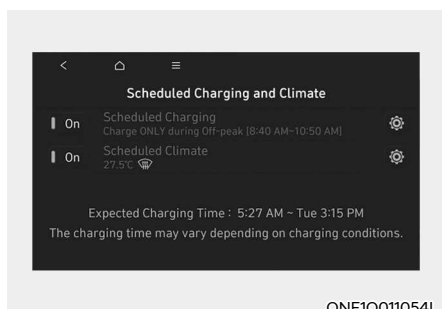 Scheduled Charging and Climate
On
Scheduled Charging
Charge ONLY during Off-peak [8:40 AM~10:50 AM]
On
Scheduled Climate
27.5°C
Expected Charging Time : 5:27 AM ~ Tue 3:15 PM
The charging time may vary depending on charging conditions.